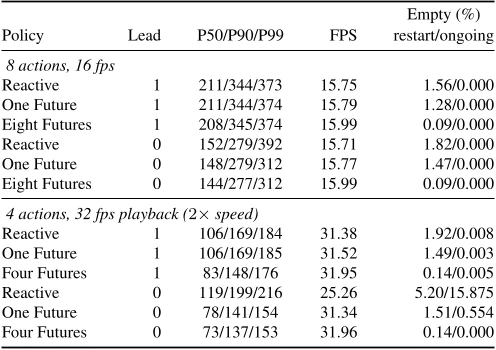 Empty (%)
Policy Lead P50/P90/P99 FPS restart/ongoing
8 actions, 16 fps
Reactive 1 211/344/373 15.75 1.56/0.000
One Future 1 211/344/374 15.79 1.28/0.000
Eight Futures 1 208/345/374 15.99 0.09/0.000
Reactive 0 152/279/392 15.71 1.82/0.000
One Future 0 148/279/312 15.77 1.47/0.000
Eight Futures 0 144/277/312 15.99 0.09/0.000
4 actions, 32 fps playback (2× speed)
Reactive 1 106/169/184 31.38 1.92/0.008
One Future 1 106/169/185 31.52 1.49/0.003
Four Futures 1 83/148/176 31.95 0.14/0.005
Reactive 0 119/199/216 25.26 5.20/15.875
One Future 0 78/141/154 31.34 1.51/0.554
Four Futures 0 73/137/153 31.96 0.14/0.000